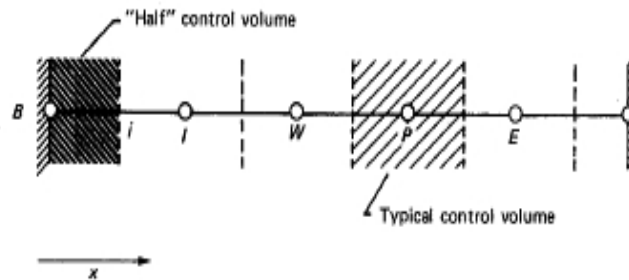 "Half" control volume
B
i
I
W
P
E
Typical control volume
x